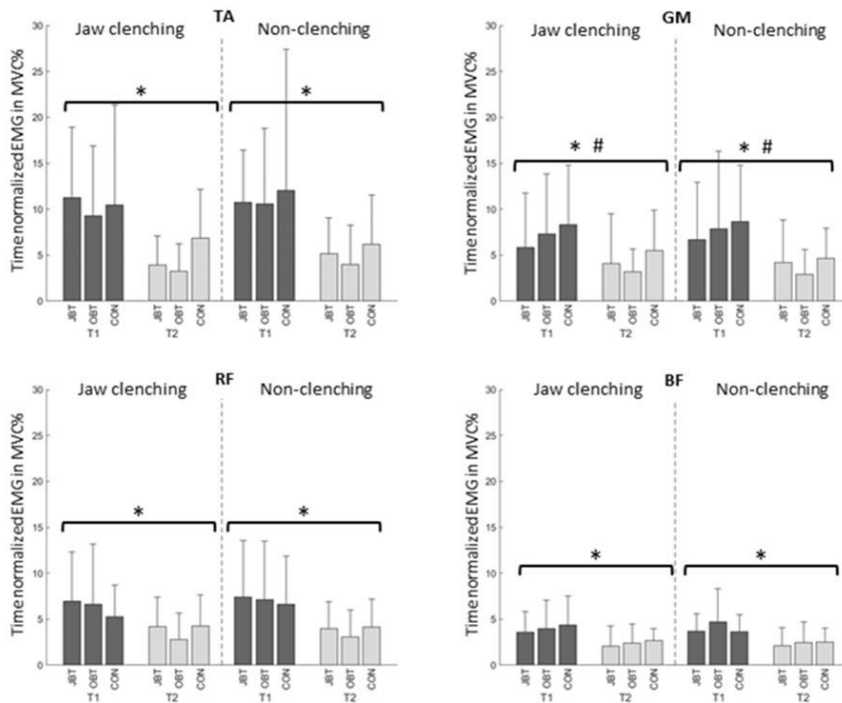 TA
Jaw clenching
Non-clenching
30
25
20
15
10
5
0
Time normalized EMG in MVC%
*
*
JBT OBT CON JBT OBT CON JBT OBT CON JBT OBT CON
T1 T2 T1 T2
GM
Jaw clenching
Non-clenching
30
25
20
15
10
5
0
Time normalized EMG in MVC%
* #
* #
JBT OBT CON JBT OBT CON JBT OBT CON JBT OBT CON
T1 T2 T1 T2
RF
Jaw clenching
Non-clenching
30
25
20
15
10
5
0
Time normalized EMG in MVC%
*
*
JBT OBT CON JBT OBT CON JBT OBT CON JBT OBT CON
T1 T2 T1 T2
BF
Jaw clenching
Non-clenching
30
25
20
15
10
5
0
Time normalized EMG in MVC%
*
*
JBT OBT CON JBT OBT CON JBT OBT CON JBT OBT CON
T1 T2 T1 T2